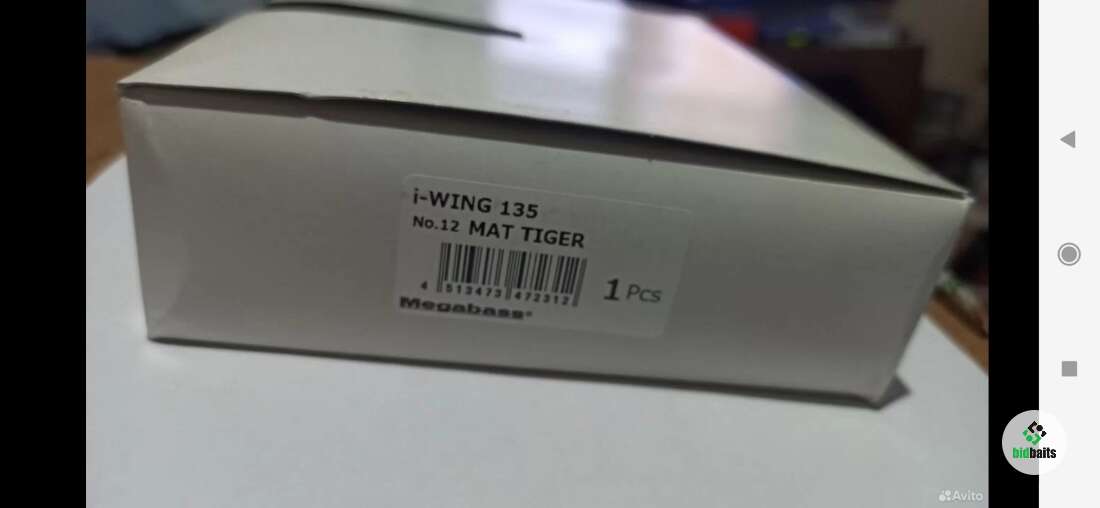 i-WING 135
No.12 MAT TIGER
4 513473 472312
1 Pcs
Megabass®
bidbaits
Avito